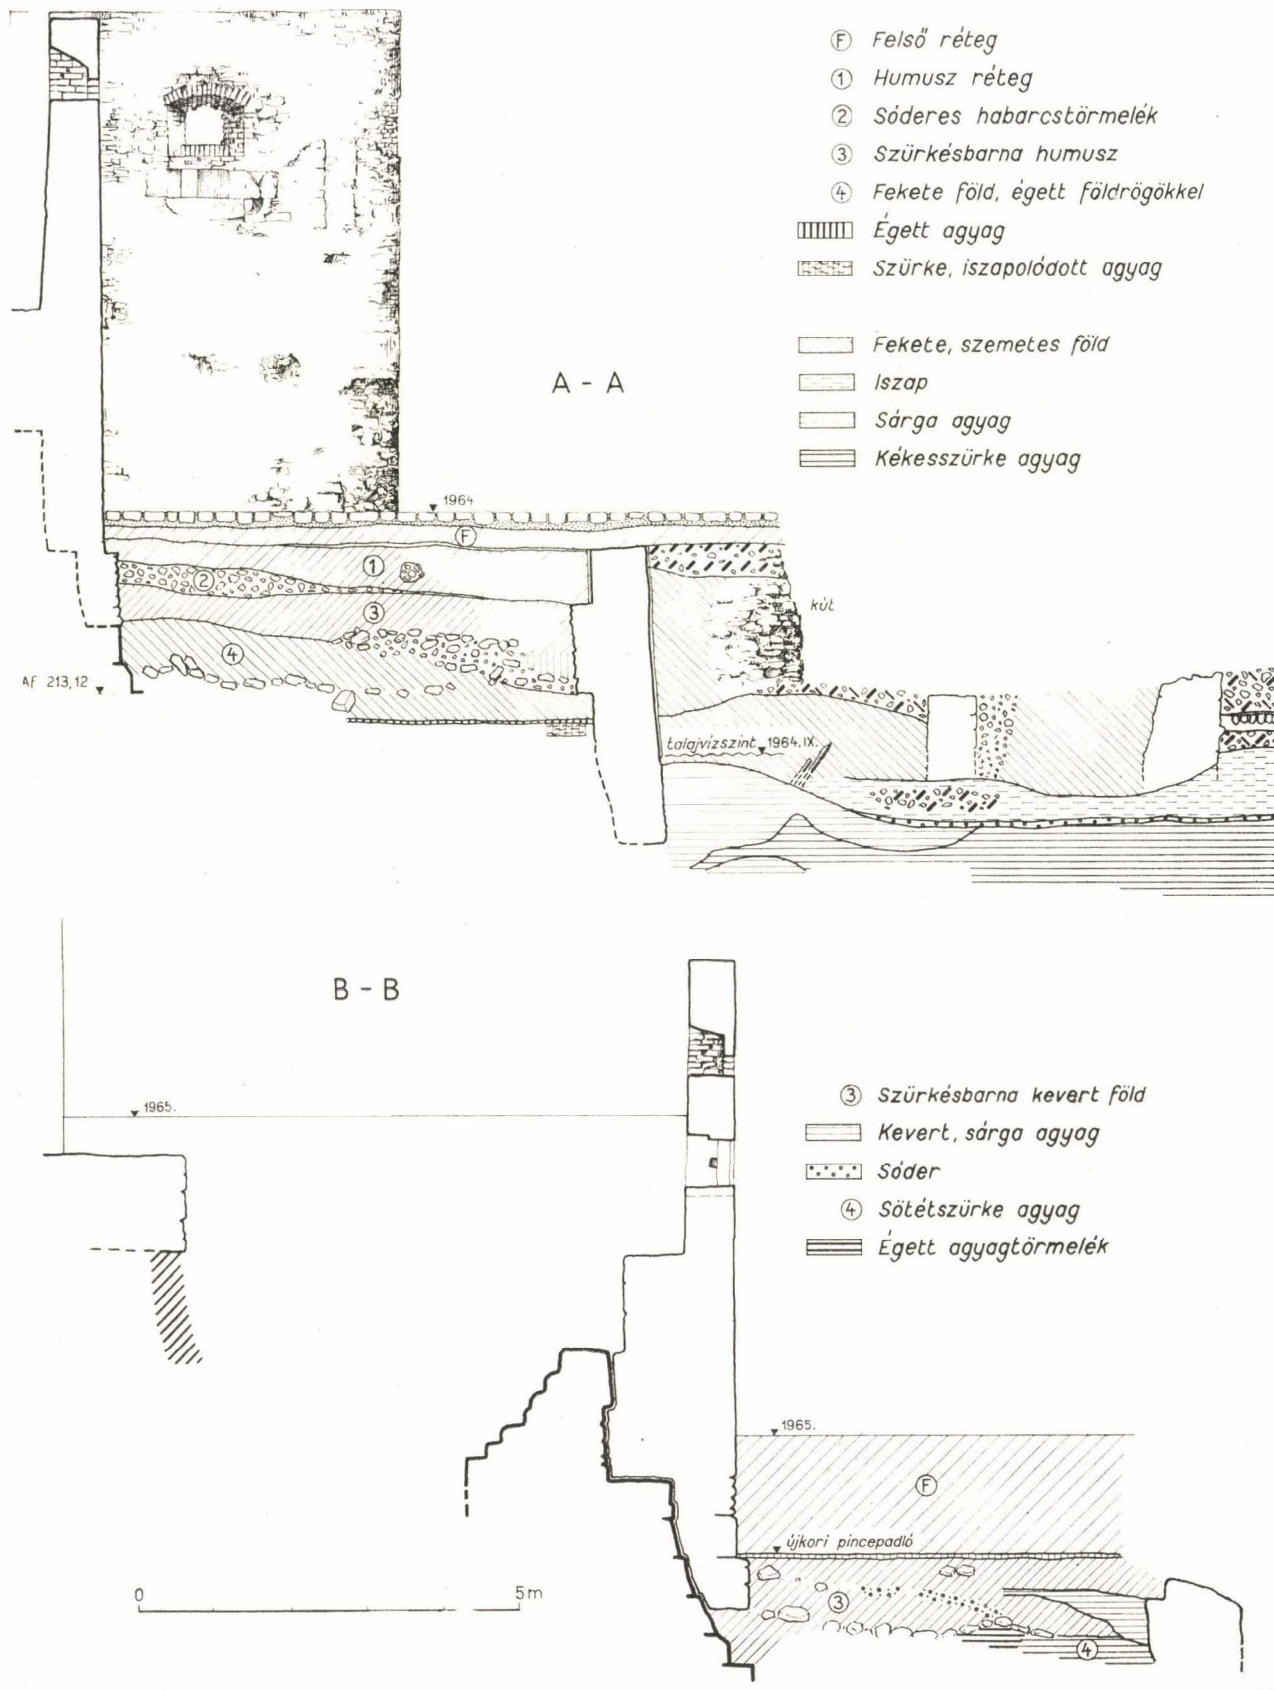 Ⓕ Felső réteg
① Humusz réteg
② Sóderes habarcstörmelék
③ Szürkésbarna humusz
④ Fekete föld, égett földrögökkel
Égett agyag
Szürke, iszapolódott agyag
Fekete, szemetes föld
Iszap
Sárga agyag
Kékesszürke agyag
A - A
1964
Ⓕ
①
②
③
④
kút
Af 213,12
talajvízszint 1964.IX.
B - B
1965.
③ Szürkésbarna kevert föld
Kevert, sárga agyag
Sóder
④ Sötétszürke agyag
Égett agyagtörmelék
1965.
Ⓕ
újkori pincepadló
③
④
0 5m